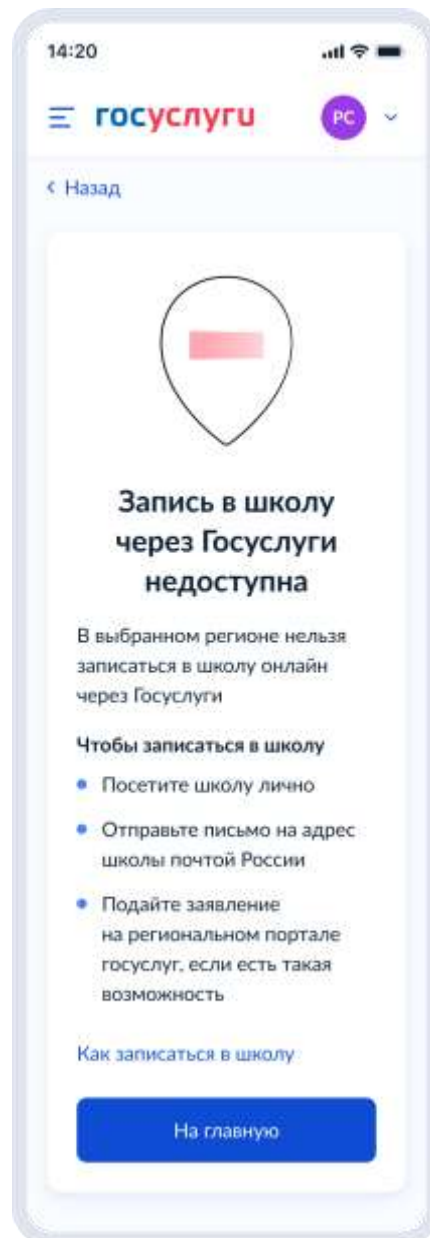 14:20
госуслуги
РС
Назад
Запись в школу
через Госуслуги
недоступна
В выбранном регионе нельзя
записаться в школу онлайн
через Госуслуги
Чтобы записаться в школу
Посетите школу лично
Отправьте письмо на адрес
школы почтой России
Подайте заявление
на региональном портале
госуслуг, если есть такая
возможность
Как записаться в школу
На главную